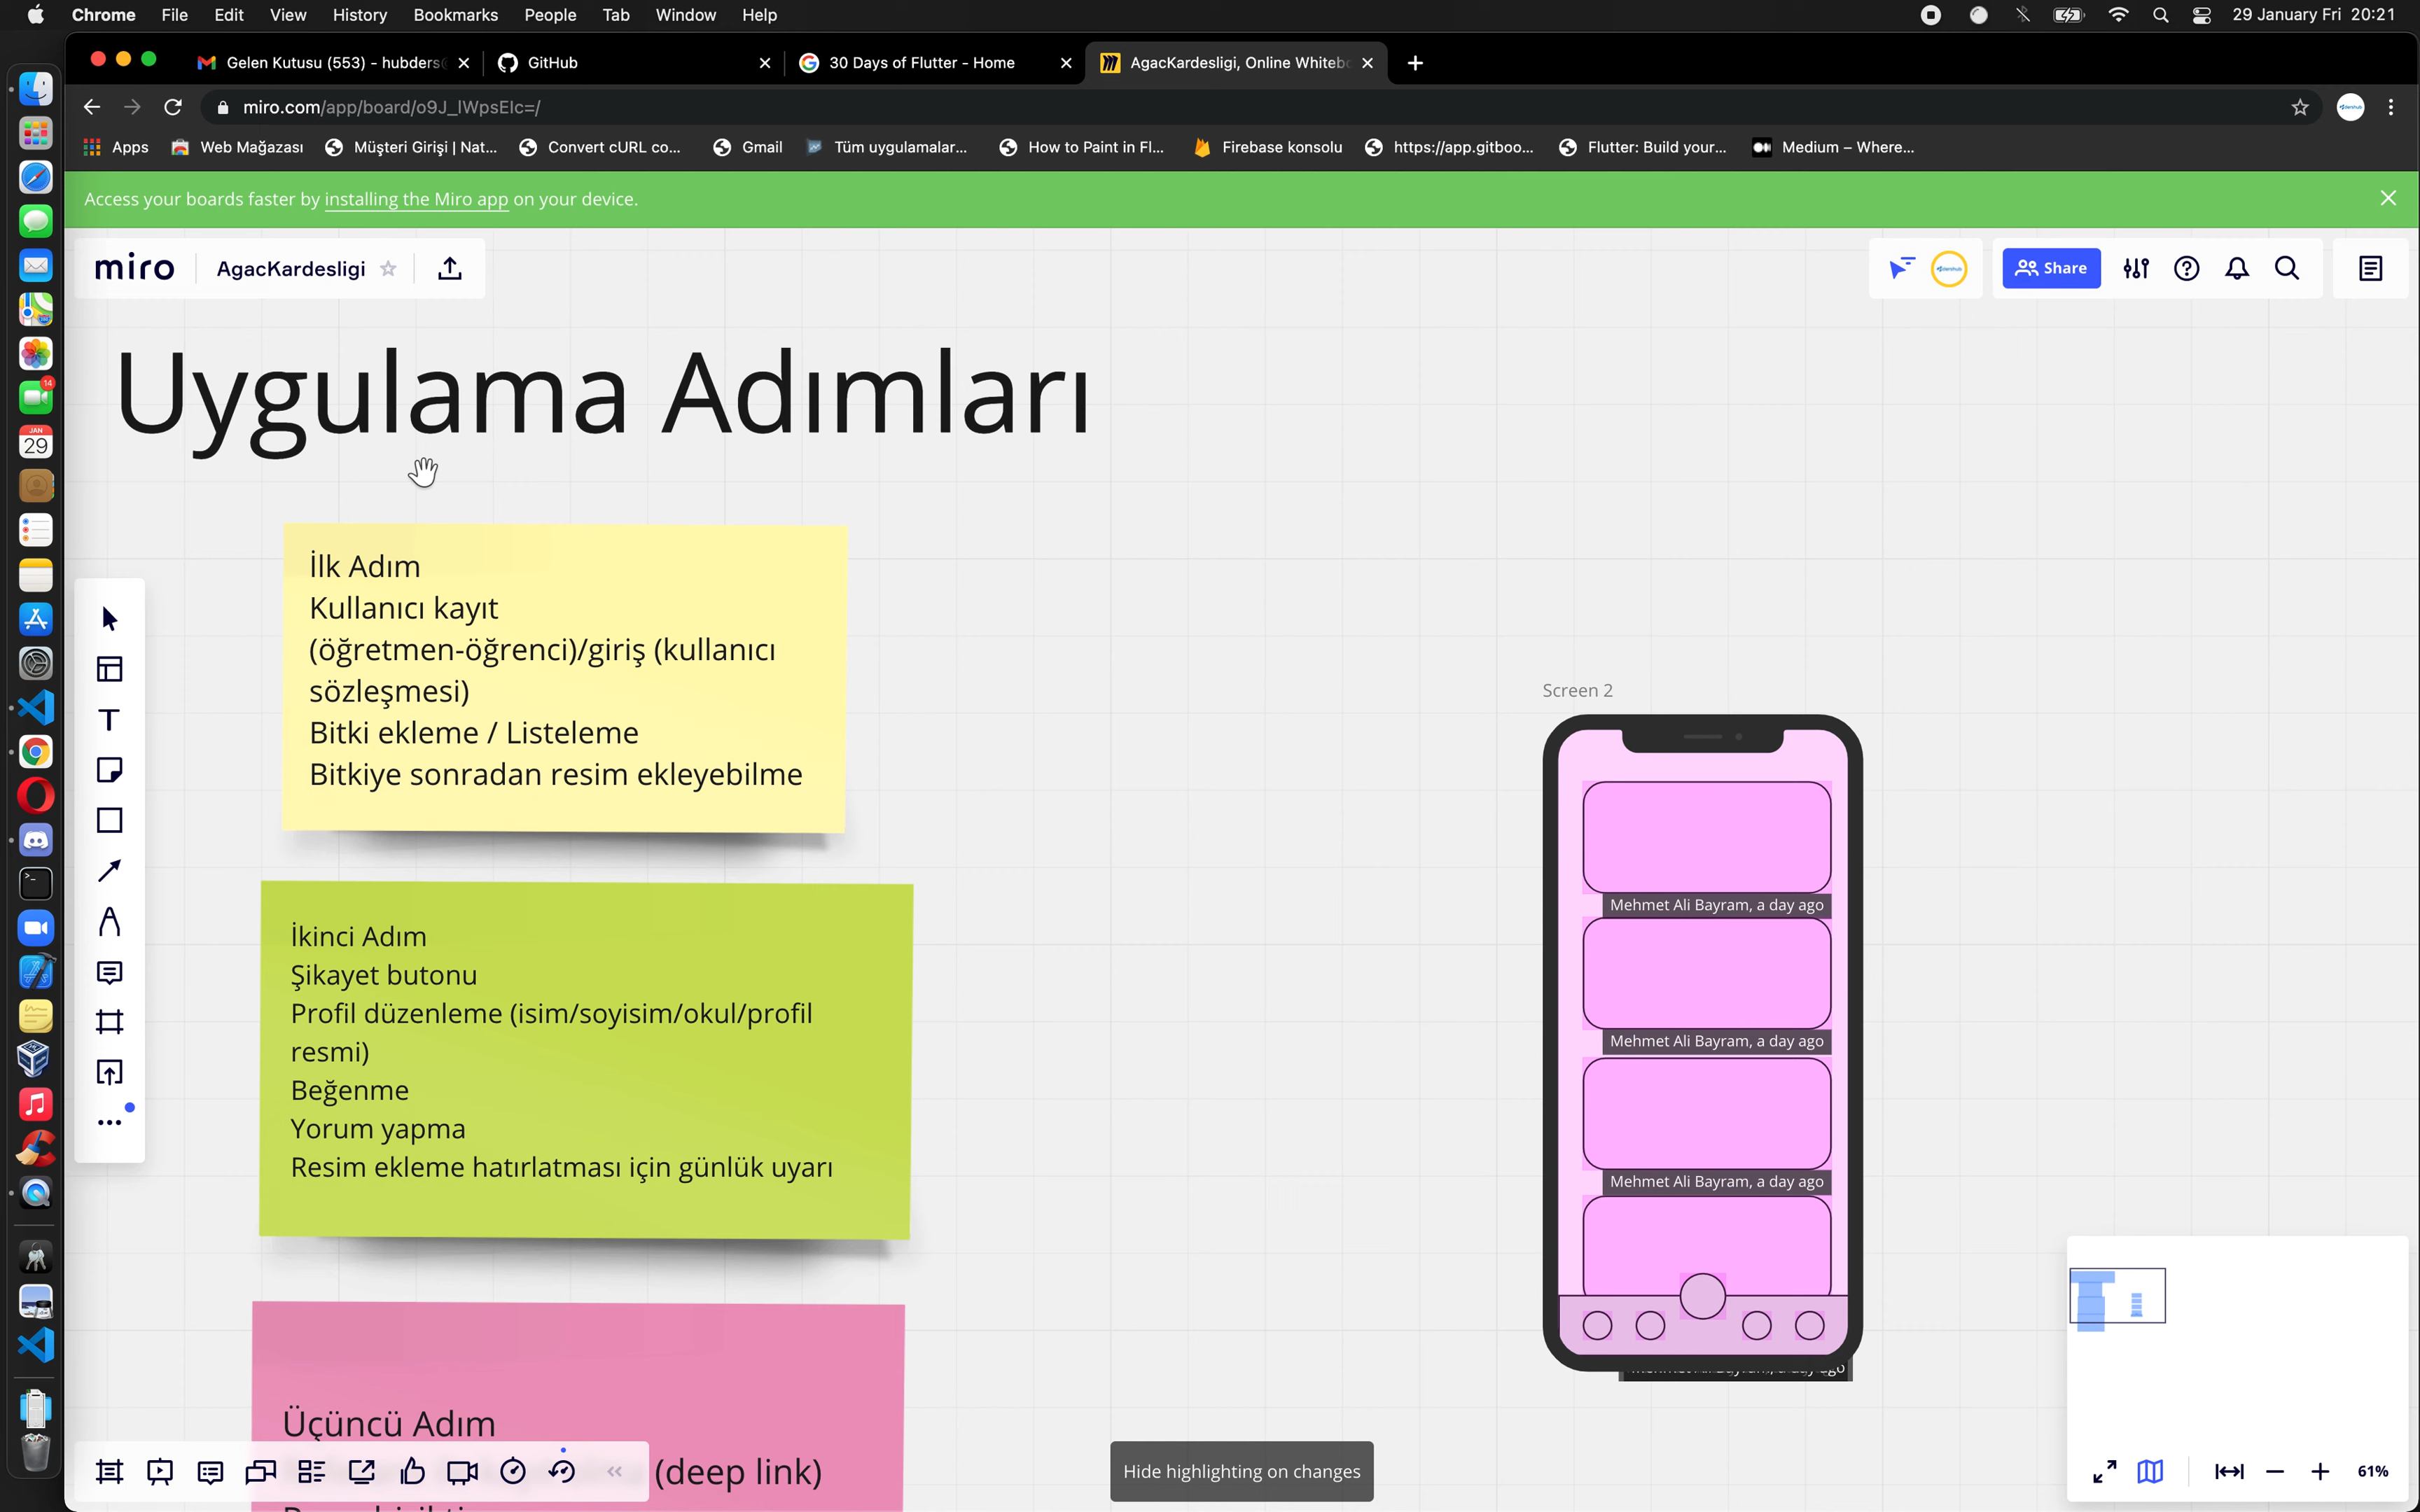 Chrome File Edit View History Bookmarks People Tab Window Help
29 January Fri 20:21
Gelen Kutusu (553) - hubders
GitHub
30 Days of Flutter - Home
AgacKardesligi, Online Whitebo
miro.com/app/board/o9J_lWpsEIc=/
dershub
Apps
Web Mağazası
Müşteri Girişi | Nat...
Convert cURL co...
Gmail
Tüm uygulamalar...
How to Paint in Fl...
Firebase konsolu
https://app.gitboo...
Flutter: Build your...
Medium – Where...
Access your boards faster by installing the Miro app on your device.
miro
AgacKardesligi
dershub
Share
Uygulama Adımları
14
JAN
29
İlk Adım
Kullanıcı kayıt
(öğretmen-öğrenci)/giriş (kullanıcı
sözleşmesi)
Bitki ekleme / Listeleme
Bitkiye sonradan resim ekleyebilme
İkinci Adım
Şikayet butonu
Profil düzenleme (isim/soyisim/okul/profil
resmi)
Beğenme
Yorum yapma
Resim ekleme hatırlatması için günlük uyarı
Üçüncü Adım
(deep link)
Screen 2
Mehmet Ali Bayram, a day ago
Mehmet Ali Bayram, a day ago
Mehmet Ali Bayram, a day ago
Hide highlighting on changes
61%